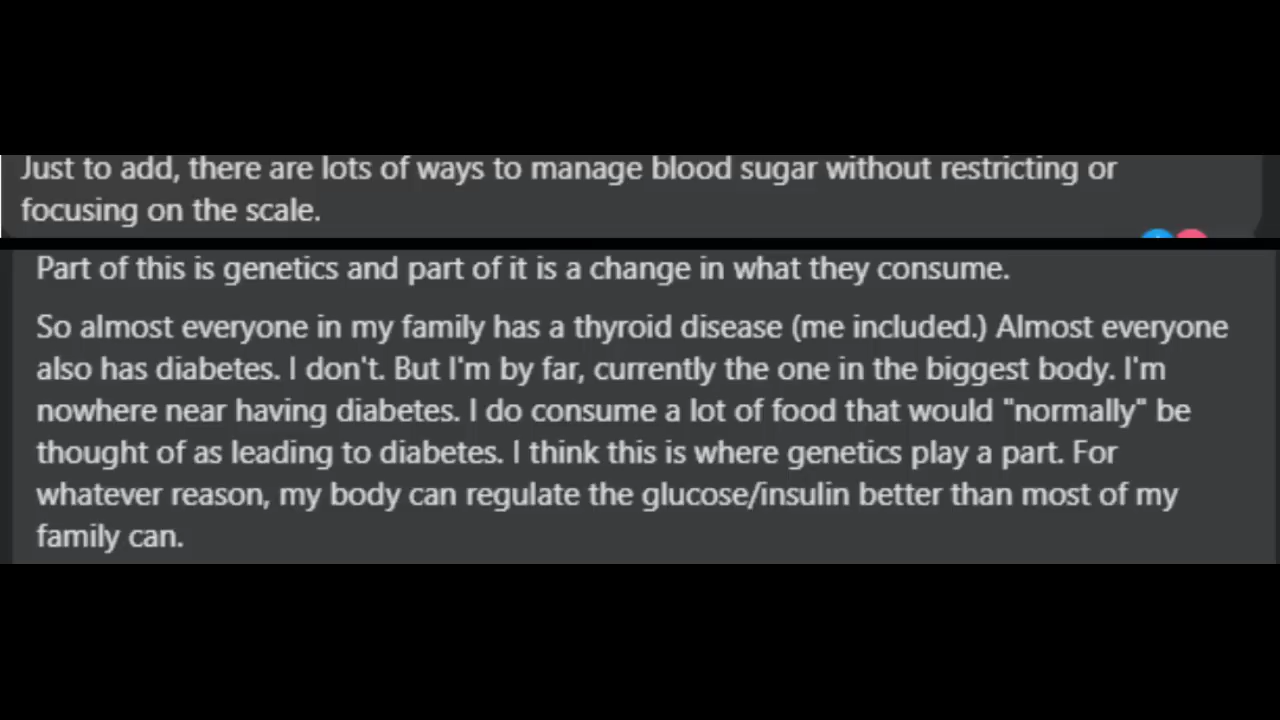 Just to add, there are lots of ways to manage blood sugar without restricting or
focusing on the scale.
Part of this is genetics and part of it is a change in what they consume.
So almost everyone in my family has a thyroid disease (me included.) Almost everyone
also has diabetes. I don't. But I'm by far, currently the one in the biggest body. I'm
nowhere near having diabetes. I do consume a lot of food that would "normally" be
thought of as leading to diabetes. I think this is where genetics play a part. For
whatever reason, my body can regulate the glucose/insulin better than most of my
family can.